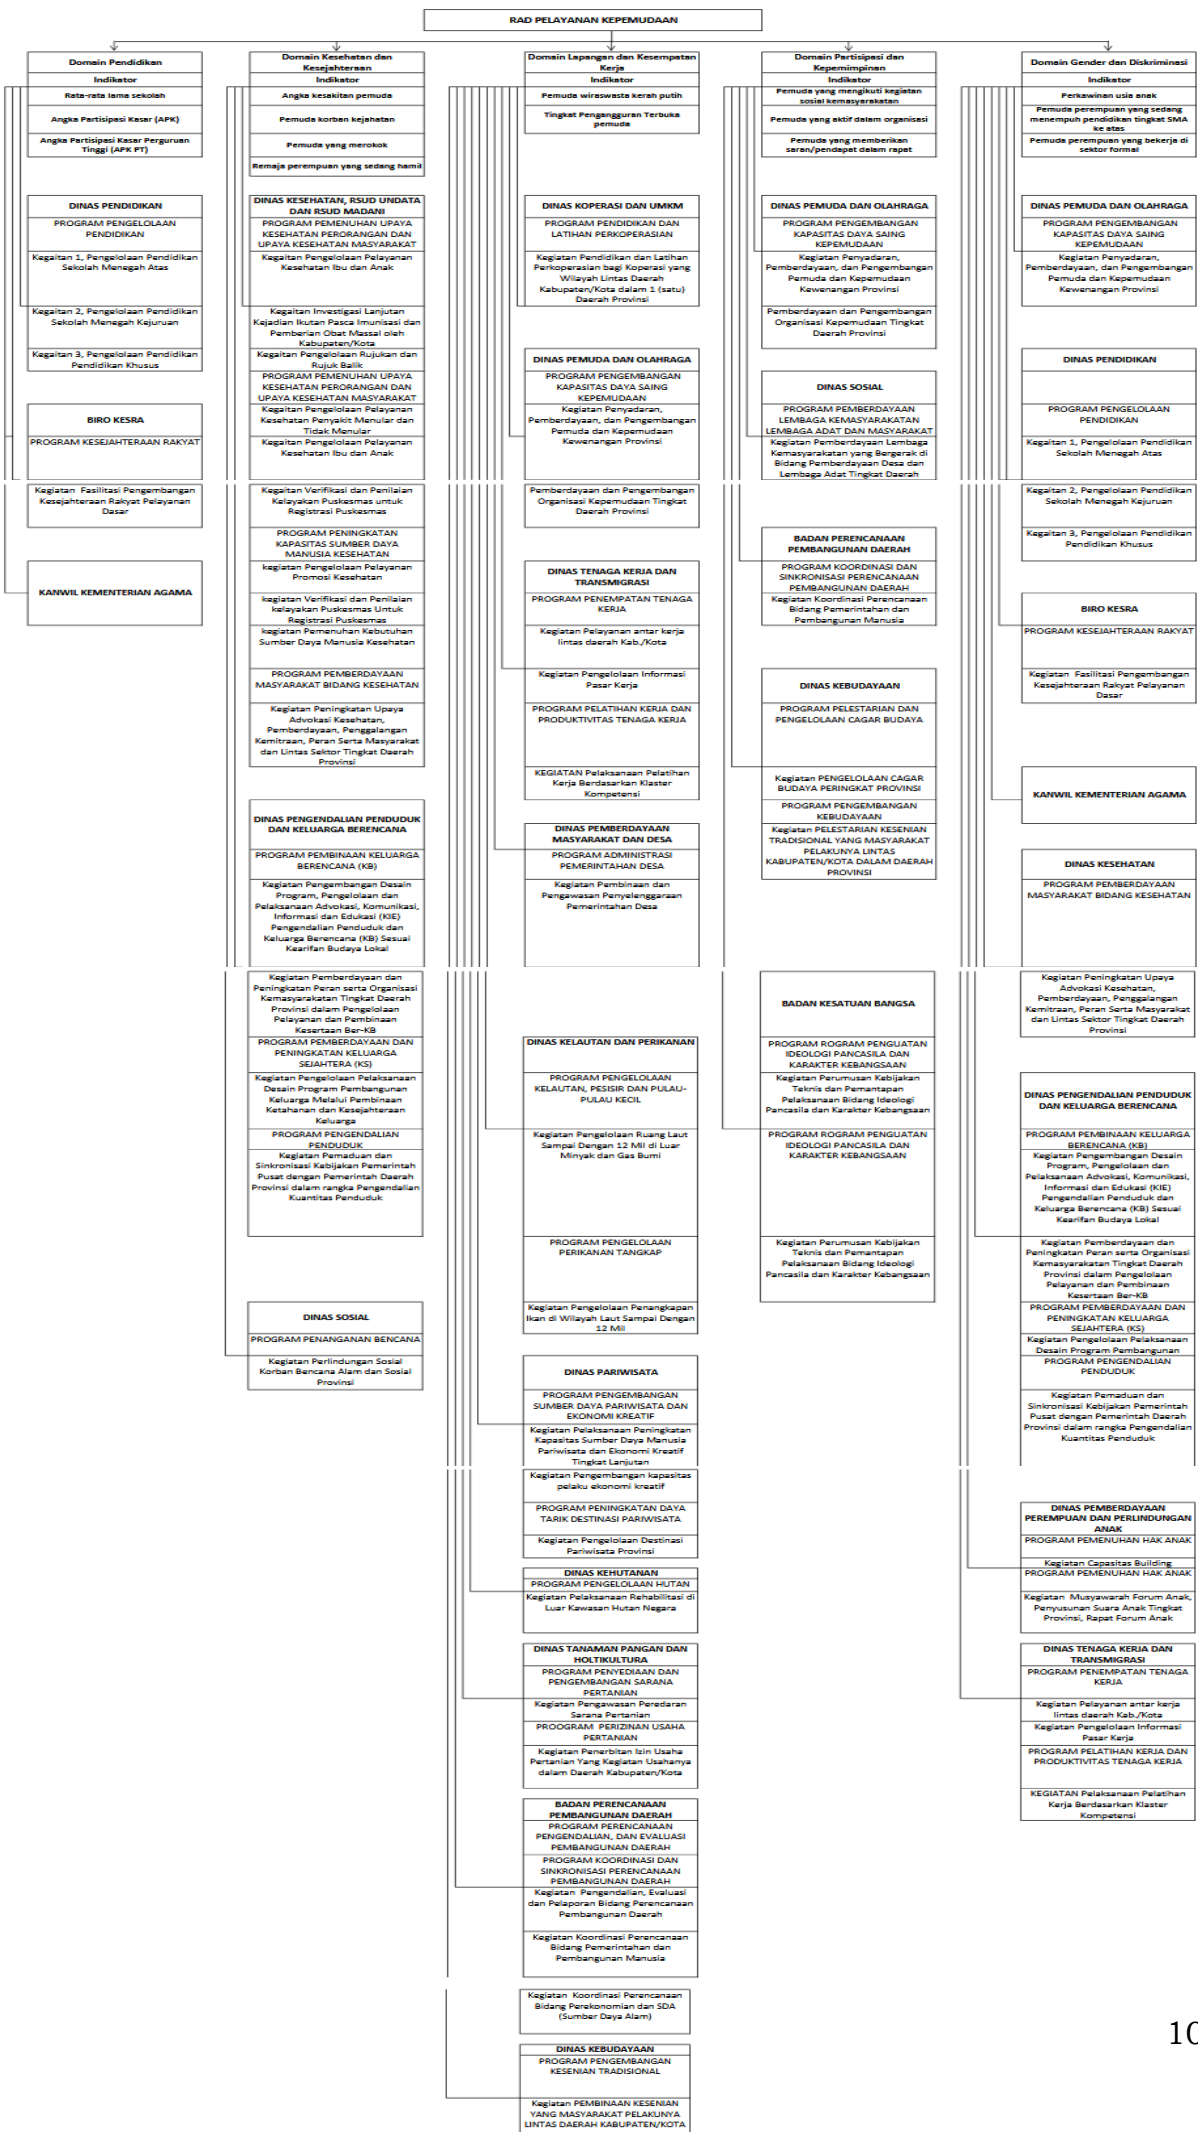 RAD PELAYANAN KEPEMUDAAN
Domain Pendidikan
Indikator
Rata-rata lama sekolah
Angka Partisipasi Kasar (APK)
Angka Partisipasi Kasar Perguruan
Tinggi (APK PT)
DINAS PENDIDIKAN
PROGRAM PENGELOLAAN
PENDIDIKAN
Kegaitan 1, Pengelolaan Pendidikan
Sekolah Menegah Atas
Kegaitan 2, Pengelolaan Pendidikan
Sekolah Menegah Kejuruan
Kegaitan 3, Pengelolaan Pendidikan
Pendidikan Khusus
BIRO KESRA
PROGRAM KESEJAHTERAAN RAKYAT
Kegiatan Fasilitasi Pengembangan
Kesejahteraan Rakyat Pelayanan
Dasar
KANWIL KEMENTERIAN AGAMA
Domain Kesehatan dan
Kesejahteraan
Indikator
Angka kesakitan pemuda
Pemuda korban kejahatan
Pemuda yang merokok
Remaja perempuan yang sedang hamil
DINAS KESEHATAN, RSUD UNDATA
DAN RSUD MADANI
PROGRAM PEMENUHAN UPAYA
KESEHATAN PERORANGAN DAN
UPAYA KESEHATAN MASYARAKAT
Kegaitan Pengelolaan Pelayanan
Kesehatan Ibu dan Anak
Kegaitan Investigasi Lanjutan
Kejadian Ikutan Pasca Imunisasi dan
Pemberian Obat Massal oleh
Kabupaten/Kota
Kegaitan Pengelolaan Rujukan dan
Rujuk Balik
PROGRAM PEMENUHAN UPAYA
KESEHATAN PERORANGAN DAN
UPAYA KESEHATAN MASYARAKAT
Kegaitan Pengelolaan Pelayanan
Kesehatan Penyakit Menular dan
Tidak Menular
Kegaitan Pengelolaan Pelayanan
Kesehatan Ibu dan Anak
Kegaitan Verifikasi dan Penilaian
Kelayakan Puskesmas untuk
Registrasi Puskesmas
PROGRAM PENINGKATAN
KAPASITAS SUMBER DAYA
MANUSIA KESEHATAN
kegiatan Pengelolaan Pelayanan
Promosi Kesehatan
kegiatan Verifikasi dan Penilaian
kelayakan Puskesmas Untuk
Registrasi Puskesmas
kegiatan Pemenuhan Kebutuhan
Sumber Daya Manusia Kesehatan
PROGRAM PEMBERDAYAAN
MASYARAKAT BIDANG KESEHATAN
Kegiatan Peningkatan Upaya
Advokasi Kesehatan,
Pemberdayaan, Penggalangan
Kemitraan, Peran Serta Masyarakat
dan Lintas Sektor Tingkat Daerah
Provinsi
DINAS PENGENDALIAN PENDUDUK
DAN KELUARGA BERENCANA
PROGRAM PEMBINAAN KELUARGA
BERENCANA (KB)
Kegiatan Pengembangan Desain
Program, Pengelolaan dan
Pelaksanaan Advokasi, Komunikasi,
Informasi dan Edukasi (KIE)
Pengendalian Penduduk dan
Keluarga Berencana (KB) Sesuai
Kearifan Budaya Lokal
Kegiatan Pemberdayaan dan
Peningkatan Peran serta Organisasi
Kemasyarakatan Tingkat Daerah
Provinsi dalam Pengelolaan
Pelayanan dan Pembinaan
Kesertaan Ber-KB
PROGRAM PEMBERDAYAAN DAN
PENINGKATAN KELUARGA
SEJAHTERA (KS)
Kegiatan Pengelolaan Pelaksanaan
Desain Program Pembangunan
Keluarga Melalui Pembinaan
Ketahanan dan Kesejahteraan
Keluarga
PROGRAM PENGENDALIAN
PENDUDUK
Kegiatan Pemaduan dan
Sinkronisasi Kebijakan Pemerintah
Pusat dengan Pemerintah Daerah
Provinsi dalam rangka Pengendalian
Kuantitas Penduduk
DINAS SOSIAL
PROGRAM PENANGANAN BENCANA
Kegiatan Perlindungan Sosial
Korban Bencana Alam dan Sosial
Provinsi
Domain Lapangan dan Kesempatan
Kerja
Indikator
Pemuda wiraswasta kerah putih
Tingkat Pengangguran Terbuka
pemuda
DINAS KOPERASI DAN UMKM
PROGRAM PENDIDIKAN DAN
LATIHAN PERKOPERASIAN
Kegiatan Pendidikan dan Latihan
Perkoperasian bagi Koperasi yang
Wilayah Lintas Daerah
Kabupaten/Kota dalam 1 (satu)
Daerah Provinsi
DINAS PEMUDA DAN OLAHRAGA
PROGRAM PENGEMBANGAN
KAPASITAS DAYA SAING
KEPEMUDAAN
Kegiatan Penyadaran,
Pemberdayaan, dan Pengembangan
Pemuda dan Kepemudaan
Kewenangan Provinsi
Pemberdayaan dan Pengembangan
Organisasi Kepemudaan Tingkat
Daerah Provinsi
DINAS TENAGA KERJA DAN
TRANSMIGRASI
PROGRAM PENEMPATAN TENAGA
KERJA
Kegiatan Pelayanan antar kerja
lintas daerah Kab./Kota
Kegiatan Pengelolaan Informasi
Pasar Kerja
PROGRAM PELATIHAN KERJA DAN
PRODUKTIVITAS TENAGA KERJA
KEGIATAN Pelaksanaan Pelatihan
Kerja Berdasarkan Klaster
Kompetensi
DINAS PEMBERDAYAAN
MASYARAKAT DAN DESA
PROGRAM ADMINISTRASI
PEMERINTAHAN DESA
Kegiatan Pembinaan dan
Pengawasan Penyelenggaraan
Pemerintahan Desa
DINAS KELAUTAN DAN PERIKANAN
PROGRAM PENGELOLAAN
KELAUTAN, PESISIR DAN PULAU-
PULAU KECIL
Kegiatan Pengelolaan Ruang Laut
Sampai Dengan 12 Mil di Luar
Minyak dan Gas Bumi
PROGRAM PENGELOLAAN
PERIKANAN TANGKAP
Kegiatan Pengelolaan Penangkapan
Ikan di Wilayah Laut Sampai Dengan
12 Mil
DINAS PARIWISATA
PROGRAM PENGEMBANGAN
SUMBER DAYA PARIWISATA DAN
EKONOMI KREATIF
Kegiatan Pelaksanaan Peningkatan
Kapasitas Sumber Daya Manusia
Pariwisata dan Ekonomi Kreatif
Tingkat Lanjutan
Kegiatan Pengembangan kapasitas
pelaku ekonomi kreatif
PROGRAM PENINGKATAN DAYA
TARIK DESTINASI PARIWISATA
Kegiatan Pengelolaan Destinasi
Pariwisata Provinsi
DINAS KEHUTANAN
PROGRAM PENGELOLAAN HUTAN
Kegiatan Pelaksanaan Rehabilitasi di
Luar Kawasan Hutan Negara
DINAS TANAMAN PANGAN DAN
HOLTIKULTURA
PROGRAM PENYEDIAAN DAN
PENGEMBANGAN SARANA
PERTANIAN
Kegiatan Pengawasan Peredaran
Sarana Pertanian
PROOGRAM PERIZINAN USAHA
PERTANIAN
Kegiatan Penerbitan Izin Usaha
Pertanian Yang Kegiatan Usahanya
dalam Daerah Kabupaten/Kota
BADAN PERENCANAAN
PEMBANGUNAN DAERAH
PROGRAM PERENCANAAN
PENGENDALIAN, DAN EVALUASI
PEMBANGUNAN DAERAH
PROGRAM KOORDINASI DAN
SINKRONISASI PERENCANAAN
PEMBANGUNAN DAERAH
Kegiatan Pengendalian, Evaluasi
dan Pelaporan Bidang Perencanaan
Pembangunan Daerah
Kegiatan Koordinasi Perencanaan
Bidang Pemerintahan dan
Pembangunan Manusia
Kegiatan Koordinasi Perencanaan
Bidang Perekonomian dan SDA
(Sumber Daya Alam)
DINAS KEBUDAYAAN
PROGRAM PENGEMBANGAN
KESENIAN TRADISIONAL
Kegiatan PEMBINAAN KESENIAN
YANG MASYARAKAT PELAKUNYA
LINTAS DAERAH KABUPATEN/KOTA
Domain Partisipasi dan
Kepemimpinan
Indikator
Pemuda yang mengikuti kegiatan
sosial kemasyarakatan
Pemuda yang aktif dalam organisasi
Pemuda yang memberikan
saran/pendapat dalam rapat
DINAS PEMUDA DAN OLAHRAGA
PROGRAM PENGEMBANGAN
KAPASITAS DAYA SAING
KEPEMUDAAN
Kegiatan Penyadaran,
Pemberdayaan, dan Pengembangan
Pemuda dan Kepemudaan
Kewenangan Provinsi
Pemberdayaan dan Pengembangan
Organisasi Kepemudaan Tingkat
Daerah Provinsi
DINAS SOSIAL
PROGRAM PEMBERDAYAAN
LEMBAGA KEMASYARAKATAN
LEMBAGA ADAT DAN MASYARAKAT
Kegiatan Pemberdayaan Lembaga
Kemasyarakatan yang Bergerak di
Bidang Pemberdayaan Desa dan
Lembaga Adat Tingkat Daerah
BADAN PERENCANAAN
PEMBANGUNAN DAERAH
PROGRAM KOORDINASI DAN
SINKRONISASI PERENCANAAN
PEMBANGUNAN DAERAH
Kegiatan Koordinasi Perencanaan
Bidang Pemerintahan dan
Pembangunan Manusia
DINAS KEBUDAYAAN
PROGRAM PELESTARIAN DAN
PENGELOLAAN CAGAR BUDAYA
Kegiatan PENGELOLAAN CAGAR
BUDAYA PERINGKAT PROVINSI
PROGRAM PENGEMBANGAN
KEBUDAYAAN
Kegiatan PELESTARIAN KESENIAN
TRADISIONAL YANG MASYARAKAT
PELAKUNYA LINTAS
KABUPATEN/KOTA DALAM DAERAH
PROVINSI
BADAN KESATUAN BANGSA
PROGRAM ROGRAM PENGUATAN
IDEOLOGI PANCASILA DAN
KARAKTER KEBANGSAAN
Kegiatan Perumusan Kebijakan
Teknis dan Pemantapan
Pelaksanaan Bidang Ideologi
Pancasila dan Karakter Kebangsaan
PROGRAM ROGRAM PENGUATAN
IDEOLOGI PANCASILA DAN
KARAKTER KEBANGSAAN
Kegiatan Perumusan Kebijakan
Teknis dan Pemantapan
Pelaksanaan Bidang Ideologi
Pancasila dan Karakter Kebangsaan
Domain Gender dan Diskriminasi
Indikator
Perkawinan usia anak
Pemuda perempuan yang sedang
menempuh pendidikan tingkat SMA
ke atas
Pemuda perempuan yang bekerja di
sektor formal
DINAS PEMUDA DAN OLAHRAGA
PROGRAM PENGEMBANGAN
KAPASITAS DAYA SAING
KEPEMUDAAN
Kegiatan Penyadaran,
Pemberdayaan, dan Pengembangan
Pemuda dan Kepemudaan
Kewenangan Provinsi
DINAS PENDIDIKAN
PROGRAM PENGELOLAAN
PENDIDIKAN
Kegaitan 1, Pengelolaan Pendidikan
Sekolah Menegah Atas
Kegaitan 2, Pengelolaan Pendidikan
Sekolah Menegah Kejuruan
Kegaitan 3, Pengelolaan Pendidikan
Pendidikan Khusus
BIRO KESRA
PROGRAM KESEJAHTERAAN RAKYAT
Kegiatan Fasilitasi Pengembangan
Kesejahteraan Rakyat Pelayanan
Dasar
KANWIL KEMENTERIAN AGAMA
DINAS KESEHATAN
PROGRAM PEMBERDAYAAN
MASYARAKAT BIDANG KESEHATAN
Kegiatan Peningkatan Upaya
Advokasi Kesehatan,
Pemberdayaan, Penggalangan
Kemitraan, Peran Serta Masyarakat
dan Lintas Sektor Tingkat Daerah
Provinsi
DINAS PENGENDALIAN PENDUDUK
DAN KELUARGA BERENCANA
PROGRAM PEMBINAAN KELUARGA
BERENCANA (KB)
Kegiatan Pengembangan Desain
Program, Pengelolaan dan
Pelaksanaan Advokasi, Komunikasi,
Informasi dan Edukasi (KIE)
Pengendalian Penduduk dan
Keluarga Berencana (KB) Sesuai
Kearifan Budaya Lokal
Kegiatan Pemberdayaan dan
Peningkatan Peran serta Organisasi
Kemasyarakatan Tingkat Daerah
Provinsi dalam Pengelolaan
Pelayanan dan Pembinaan
Kesertaan Ber-KB
PROGRAM PEMBERDAYAAN DAN
PENINGKATAN KELUARGA
SEJAHTERA (KS)
Kegiatan Pengelolaan Pelaksanaan
Desain Program Pembangunan
PROGRAM PENGENDALIAN
PENDUDUK
Kegiatan Pemaduan dan
Sinkronisasi Kebijakan Pemerintah
Pusat dengan Pemerintah Daerah
Provinsi dalam rangka Pengendalian
Kuantitas Penduduk
DINAS PEMBERDAYAAN
PEREMPUAN DAN PERLINDUNGAN
ANAK
PROGRAM PEMENUHAN HAK ANAK
Kegiatan Capasitas Building
PROGRAM PEMENUHAN HAK ANAK
Kegiatan Musyawarah Forum Anak,
Penyusunan Suara Anak Tingkat
Provinsi, Rapat Forum Anak
DINAS TENAGA KERJA DAN
TRANSMIGRASI
PROGRAM PENEMPATAN TENAGA
KERJA
Kegiatan Pelayanan antar kerja
lintas daerah Kab./Kota
Kegiatan Pengelolaan Informasi
Pasar Kerja
PROGRAM PELATIHAN KERJA DAN
PRODUKTIVITAS TENAGA KERJA
KEGIATAN Pelaksanaan Pelatihan
Kerja Berdasarkan Klaster
Kompetensi
10